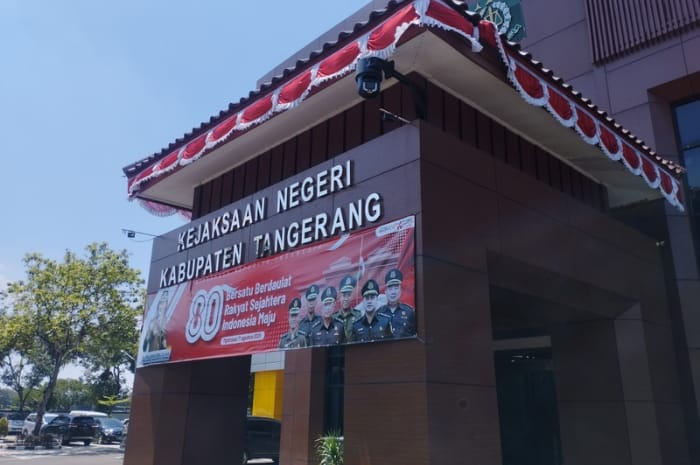 KEJAKSAAN NEGERI
KABUPATEN TANGERANG
80
Bersatu Berdaulat
Rakyat Sejahtera
Indonesia Maju